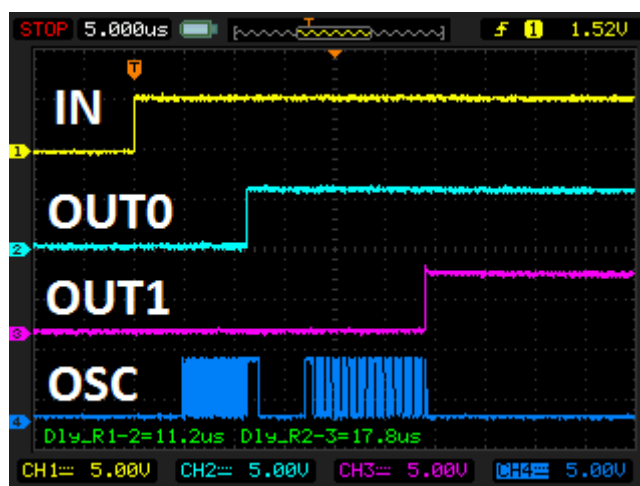 STOP 5.000us T 1 1.52V
T
IN
1
OUT0
2
OUT1
3
OSC
4
Dly_R1-2=11.2us Dly_R2-3=17.8us
CH1 5.00V CH2 5.00V CH3 5.00V CH4 5.00V